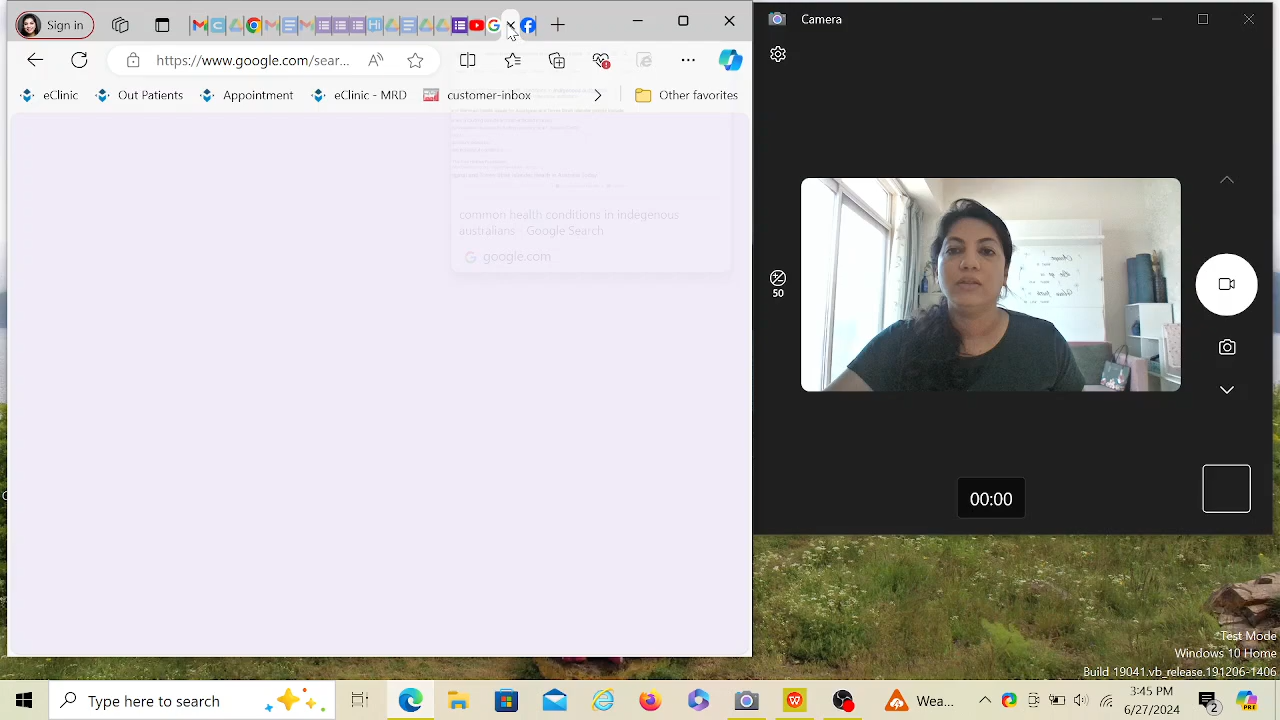 Sign
Camera
https://www.google.com/sear...
eClinic
Out Patients
Appointment
eClinic - MRD
customer-inbox
Other favorites
common health conditions in indegenous
australians - Google Search
google.com
50
00:00
Test Mode
Windows 10 Home
Build 19041.vb_release.191206-1406
Type here to search
Wea...
3:45 PM
6/27/2024
2